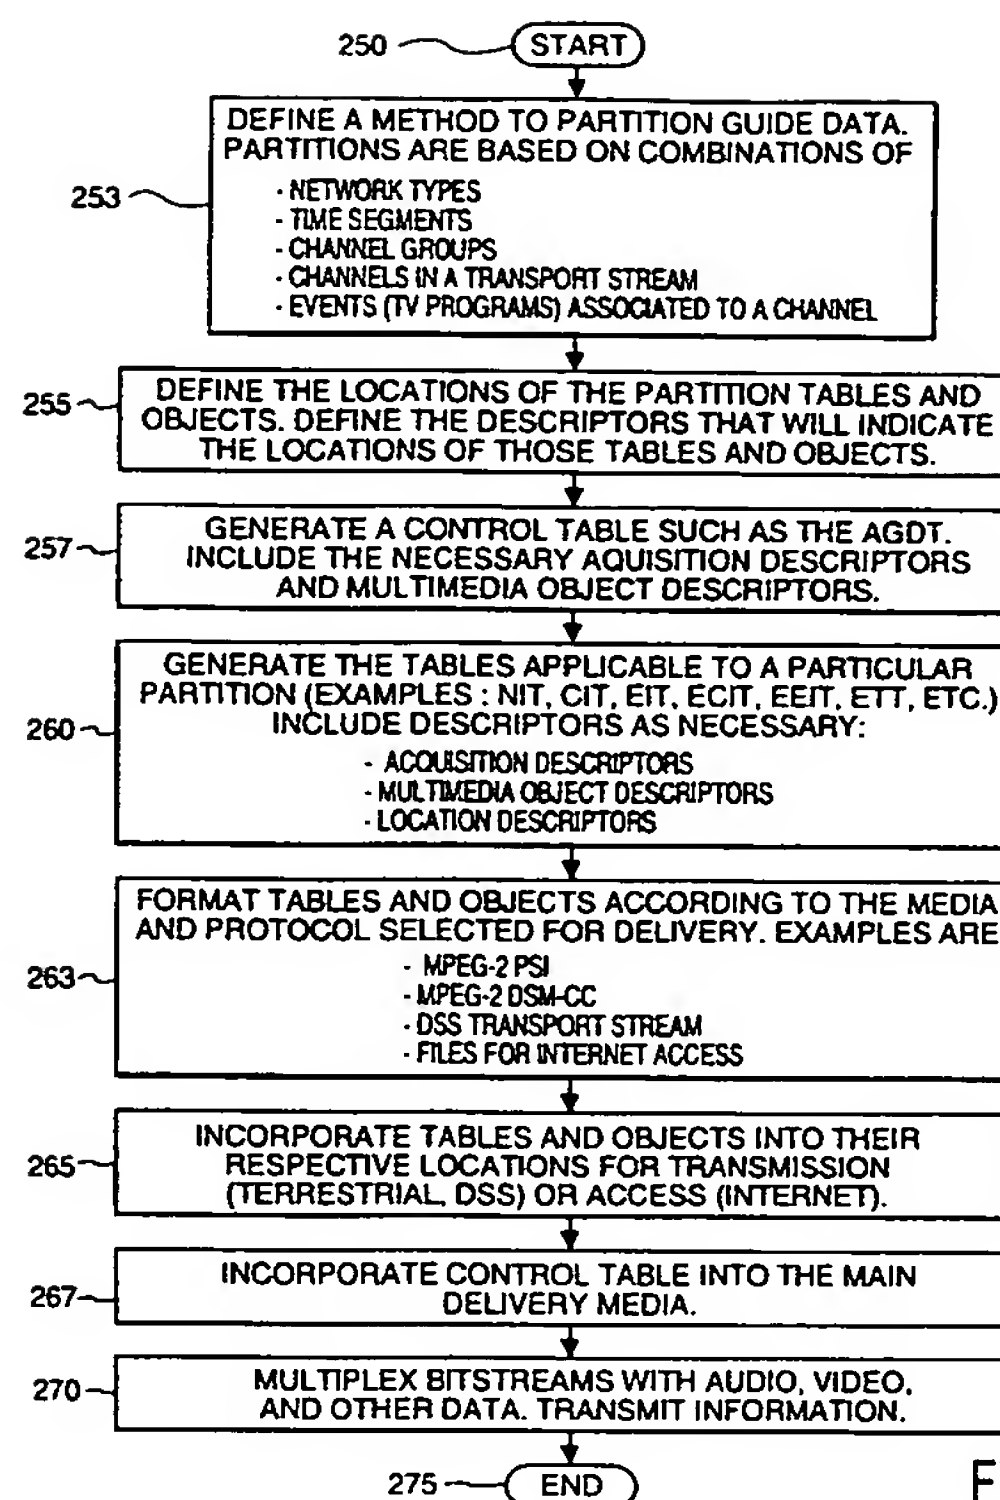 250 START
DEFINE A METHOD TO PARTITION GUIDE DATA.
PARTITIONS ARE BASED ON COMBINATIONS OF
253
- NETWORK TYPES
- TIME SEGMENTS
- CHANNEL GROUPS
- CHANNELS IN A TRANSPORT STREAM
- EVENTS (TV PROGRAMS) ASSOCIATED TO A CHANNEL
255
DEFINE THE LOCATIONS OF THE PARTITION TABLES AND
OBJECTS. DEFINE THE DESCRIPTORS THAT WILL INDICATE
THE LOCATIONS OF THOSE TABLES AND OBJECTS.
257
GENERATE A CONTROL TABLE SUCH AS THE AGDT.
INCLUDE THE NECESSARY AQUISITION DESCRIPTORS
AND MULTIMEDIA OBJECT DESCRIPTORS.
260
GENERATE THE TABLES APPLICABLE TO A PARTICULAR
PARTITION (EXAMPLES : NIT, CIT, EIT, ECIT, EEIT, ETT, ETC.)
INCLUDE DESCRIPTORS AS NECESSARY:
- ACQUISITION DESCRIPTORS
- MULTIMEDIA OBJECT DESCRIPTORS
- LOCATION DESCRIPTORS
263
FORMAT TABLES AND OBJECTS ACCORDING TO THE MEDIA
AND PROTOCOL SELECTED FOR DELIVERY. EXAMPLES ARE
- MPEG-2 PSI
- MPEG-2 DSM-CC
- DSS TRANSPORT STREAM
- FILES FOR INTERNET ACCESS
265
INCORPORATE TABLES AND OBJECTS INTO THEIR
RESPECTIVE LOCATIONS FOR TRANSMISSION
(TERRESTRIAL, DSS) OR ACCESS (INTERNET).
267
INCORPORATE CONTROL TABLE INTO THE MAIN
DELIVERY MEDIA.
270
MULTIPLEX BITSTREAMS WITH AUDIO, VIDEO,
AND OTHER DATA. TRANSMIT INFORMATION.
275 END